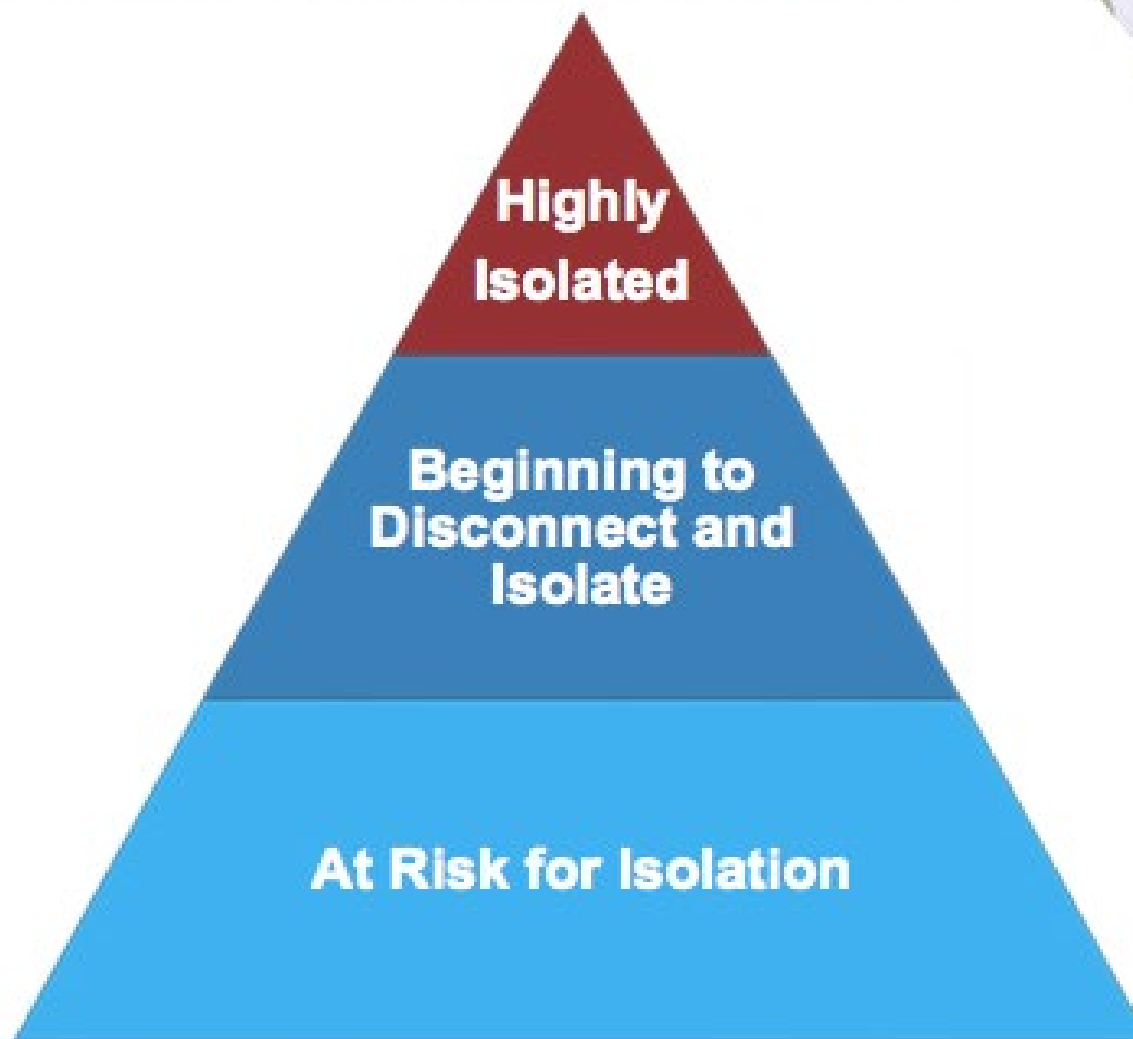 Highly
Isolated
Beginning to
Disconnect and
Isolate
At Risk for Isolation